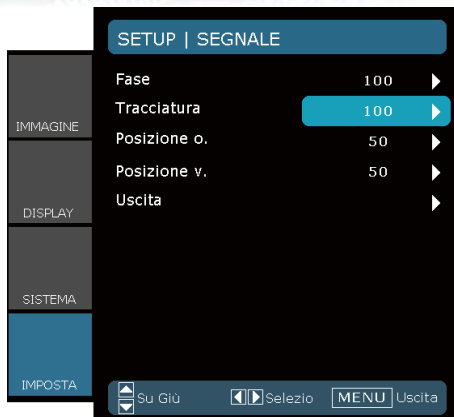 SETUP | SEGNALE
Fase 100
Tracciatura 100
Posizione o. 50
Posizione v. 50
Uscita
IMMAGINE
DISPLAY
SISTEMA
IMPOSTA
Su Giù Selezio MENU Uscita